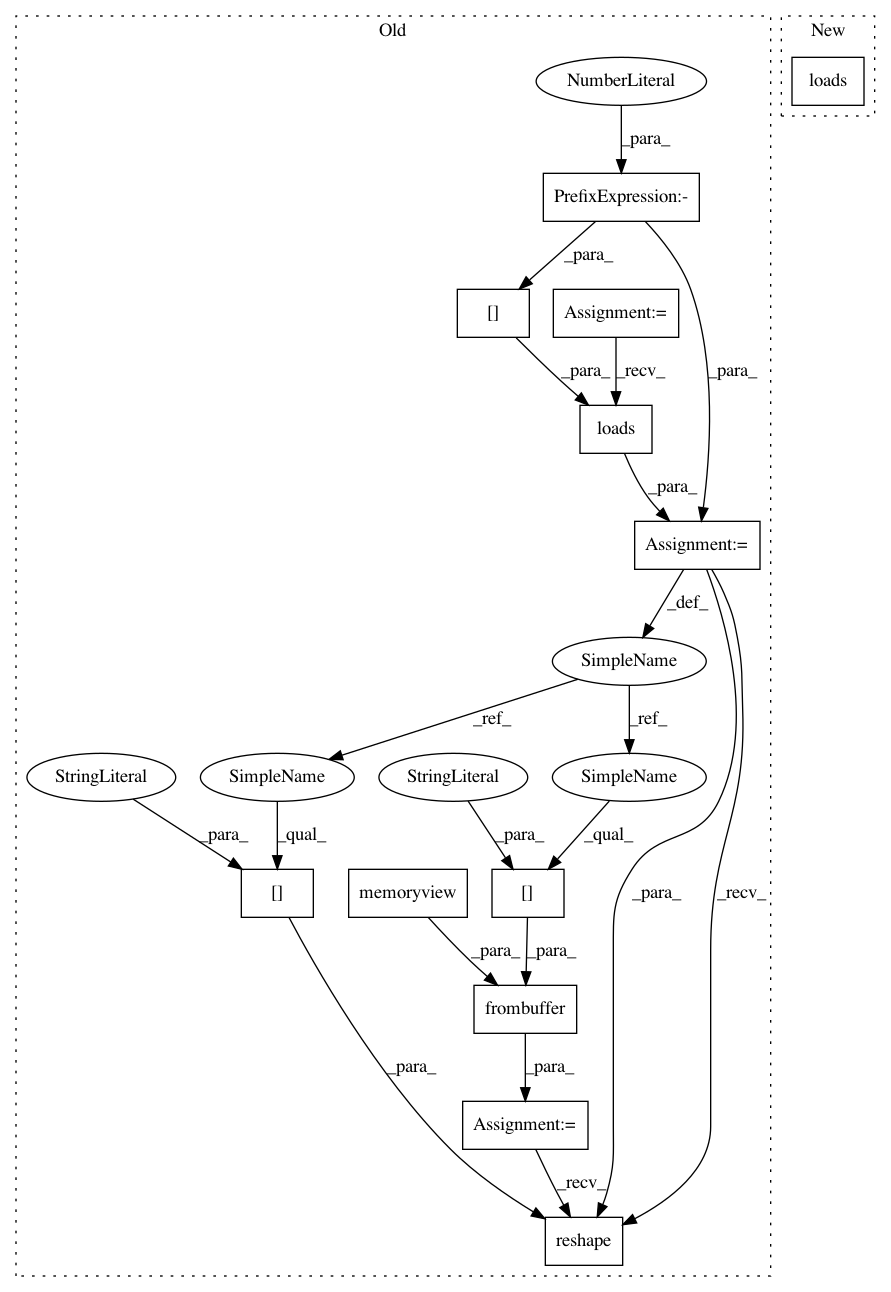 Old
New
NumberLiteral
loads
_para_
PrefixExpression:-
_para_
[]
Assignment:=
_para_
_recv_
_para_
loads
_para_
Assignment:=
_def_
SimpleName
_ref_
_ref_
StringLiteral
SimpleName
StringLiteral
SimpleName
_para_
_qual_
_para_
_qual_
[]
memoryview
[]
_para_
_recv_
_para_
_para_
frombuffer
_para_
_para_
Assignment:=
_recv_
reshape